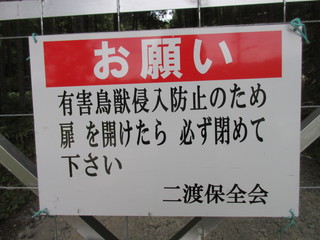 お願い
有害鳥獣侵入防止のため
扉 を開けたら 必ず閉めて
下さい
二渡保全会